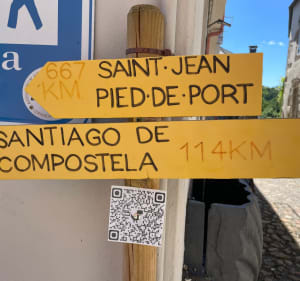 a
667 KM
SAINT·JEAN
PIED·DE·PORT
SANTIAGO DE
COMPOSTELA
114KM